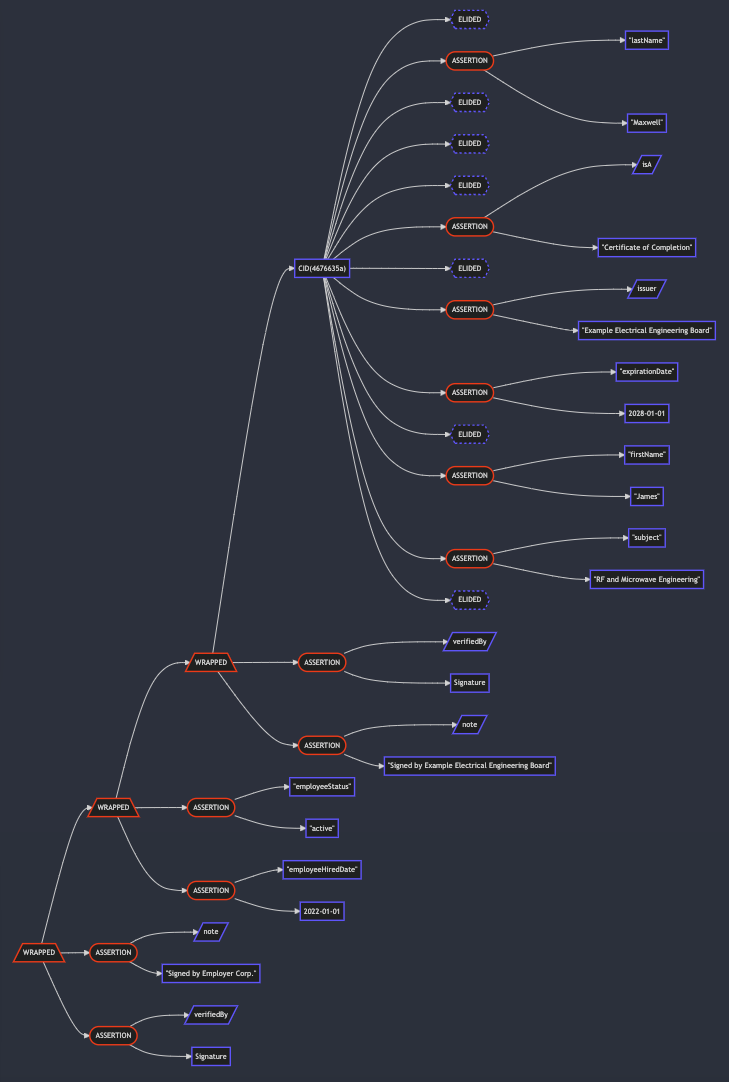 ELIDED
"lastName"
ASSERTION
ELIDED
"Maxwell"
ELIDED
isA
ELIDED
ASSERTION
"Certificate of Completion"
CID(4676635a)
ELIDED
issuer
ASSERTION
"Example Electrical Engineering Board"
"expirationDate"
ASSERTION
2028-01-01
ELIDED
"firstName"
ASSERTION
"James"
"subject"
ASSERTION
"RF and Microwave Engineering"
ELIDED
verifiedBy
WRAPPED
ASSERTION
Signature
note
ASSERTION
"Signed by Example Electrical Engineering Board"
"employeeStatus"
WRAPPED
ASSERTION
"active"
"employeeHiredDate"
ASSERTION
2022-01-01
note
WRAPPED
ASSERTION
"Signed by Employer Corp."
verifiedBy
ASSERTION
Signature